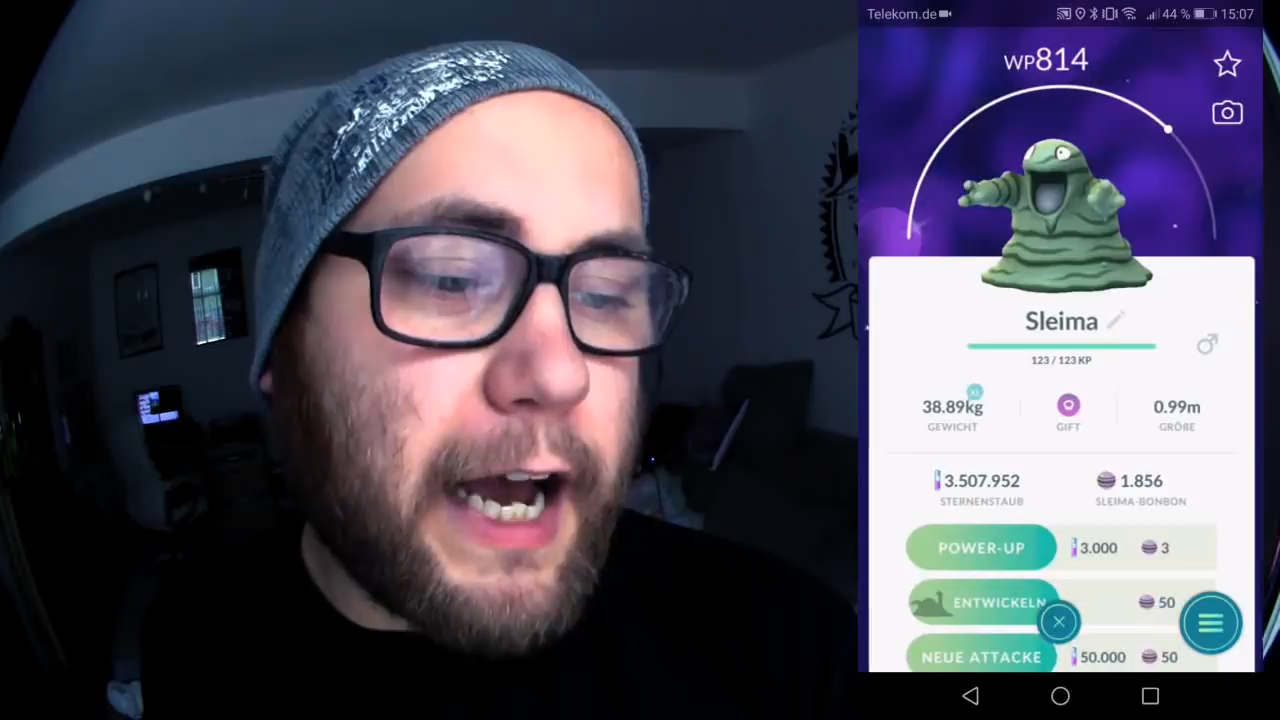 Telekom.de 44 % 15:07
WP814
Sleima
123 / 123 KP
XL
38.89kg
GEWICHT
GIFT
0.99m
GRÖßE
3.507.952
STERNENSTAUB
1.856
SLEIMA-BONBON
POWER-UP 3.000 3
ENTWICKELN 50
NEUE ATTACKE 50.000 50